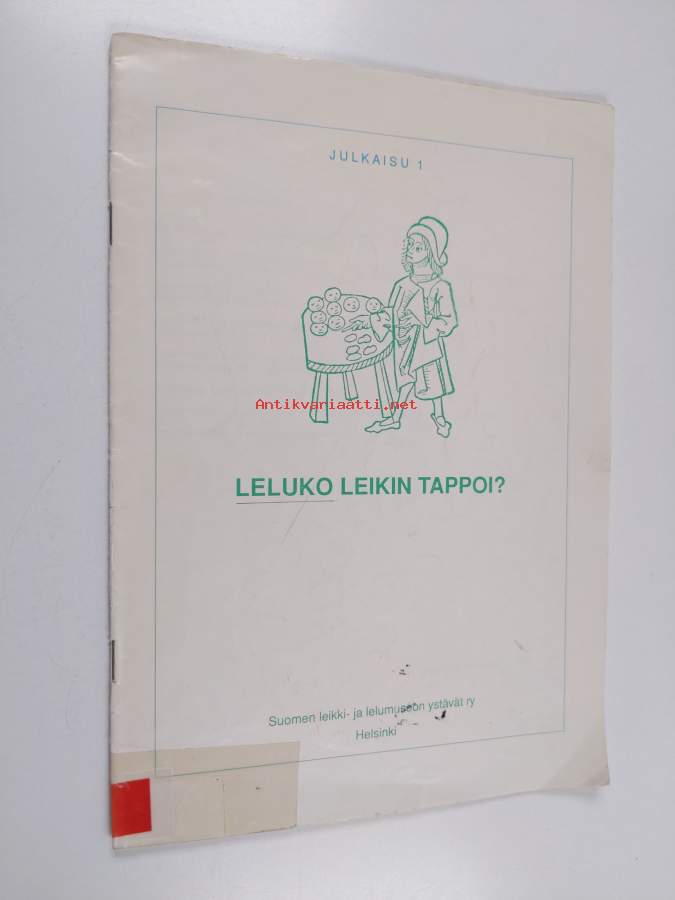 JULKAISU 1
Antikvariaatti.net
LELUKO LEIKIN TAPPOI?
Suomen leikki- ja lelumuseon ystävät ry
Helsinki